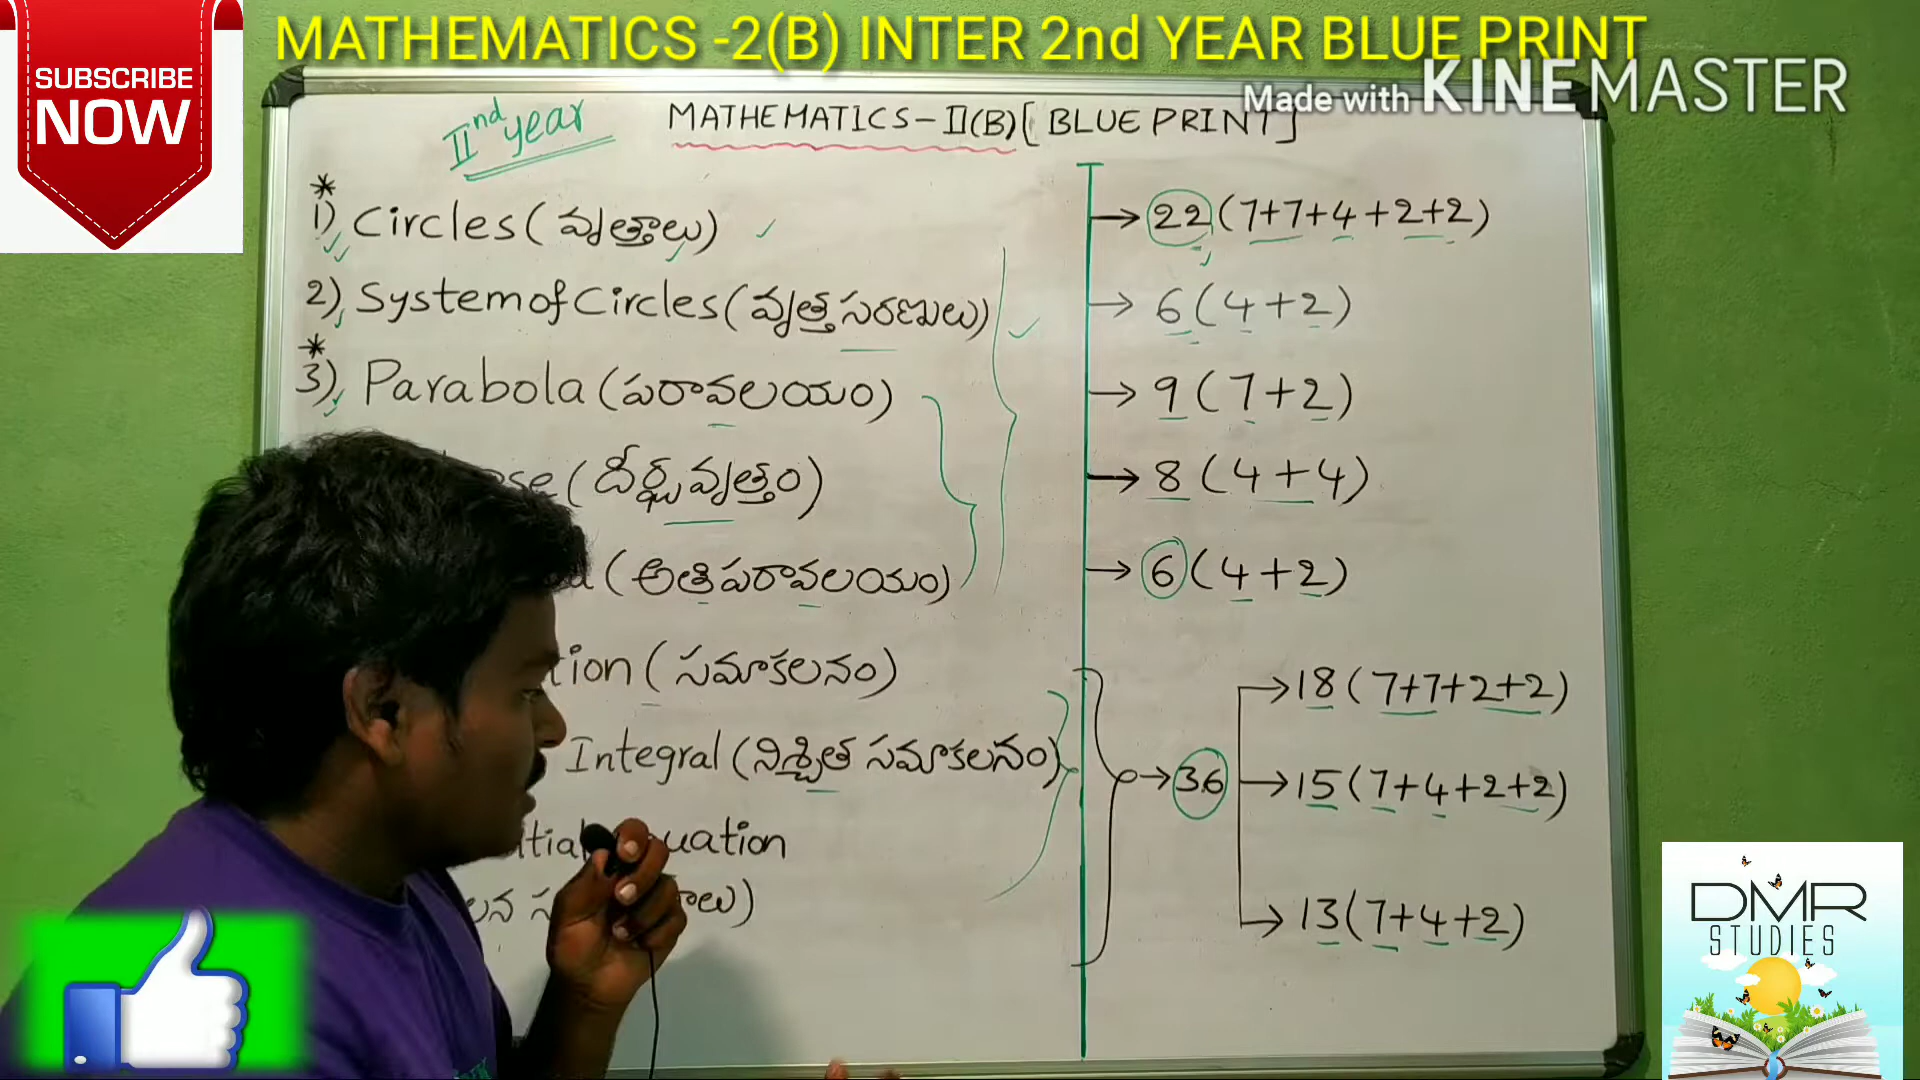 MATHEMATICS -2(B) INTER 2nd YEAR BLUE PRINT
SUBSCRIBE
NOW
Made with KINEMASTER
IInd year
MATHEMATICS-II(B)[BLUE PRINT]
* 1) Circles (వృత్తాలు) → 22 (7+7+4+2+2)
2) System of Circles (వృత్త సరణులు) → 6 (4+2)
* 3) Parabola (పరావలయం) → 9 (7+2)
(దీర్ఘవృత్తం) → 8 (4+4)
(అతిపరావలయం) → 6 (4+2)
tion (సమాకలనం) → 18 (7+7+2+2)
Integral (నిశ్చిత సమాకలనం) → 36 → 15 (7+4+2+2)
uation
→ 13 (7+4+2)
DMR
STUDIES